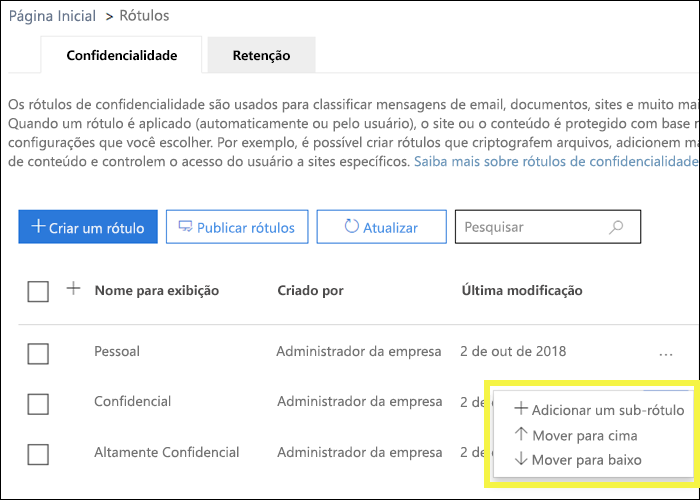 Página Inicial > Rótulos
Confidencialidade Retenção
Os rótulos de confidencialidade são usados para classificar mensagens de email, documentos, sites e muito mai
Quando um rótulo é aplicado (automaticamente ou pelo usuário), o site ou o conteúdo é protegido com base n
configurações que você escolher. Por exemplo, é possível criar rótulos que criptografem arquivos, adicionem ma
de conteúdo e controlem o acesso do usuário a sites específicos. Saiba mais sobre rótulos de confidencialidade
+ Criar um rótulo Publicar rótulos Atualizar Pesquisar
+ Nome para exibição Criado por Última modificação
Pessoal Administrador da empresa 2 de out de 2018 ...
Confidencial Administrador da empresa 2 de
+ Adicionar um sub-rótulo
↑ Mover para cima
Altamente Confidencial Administrador da empresa 2 de
↓ Mover para baixo